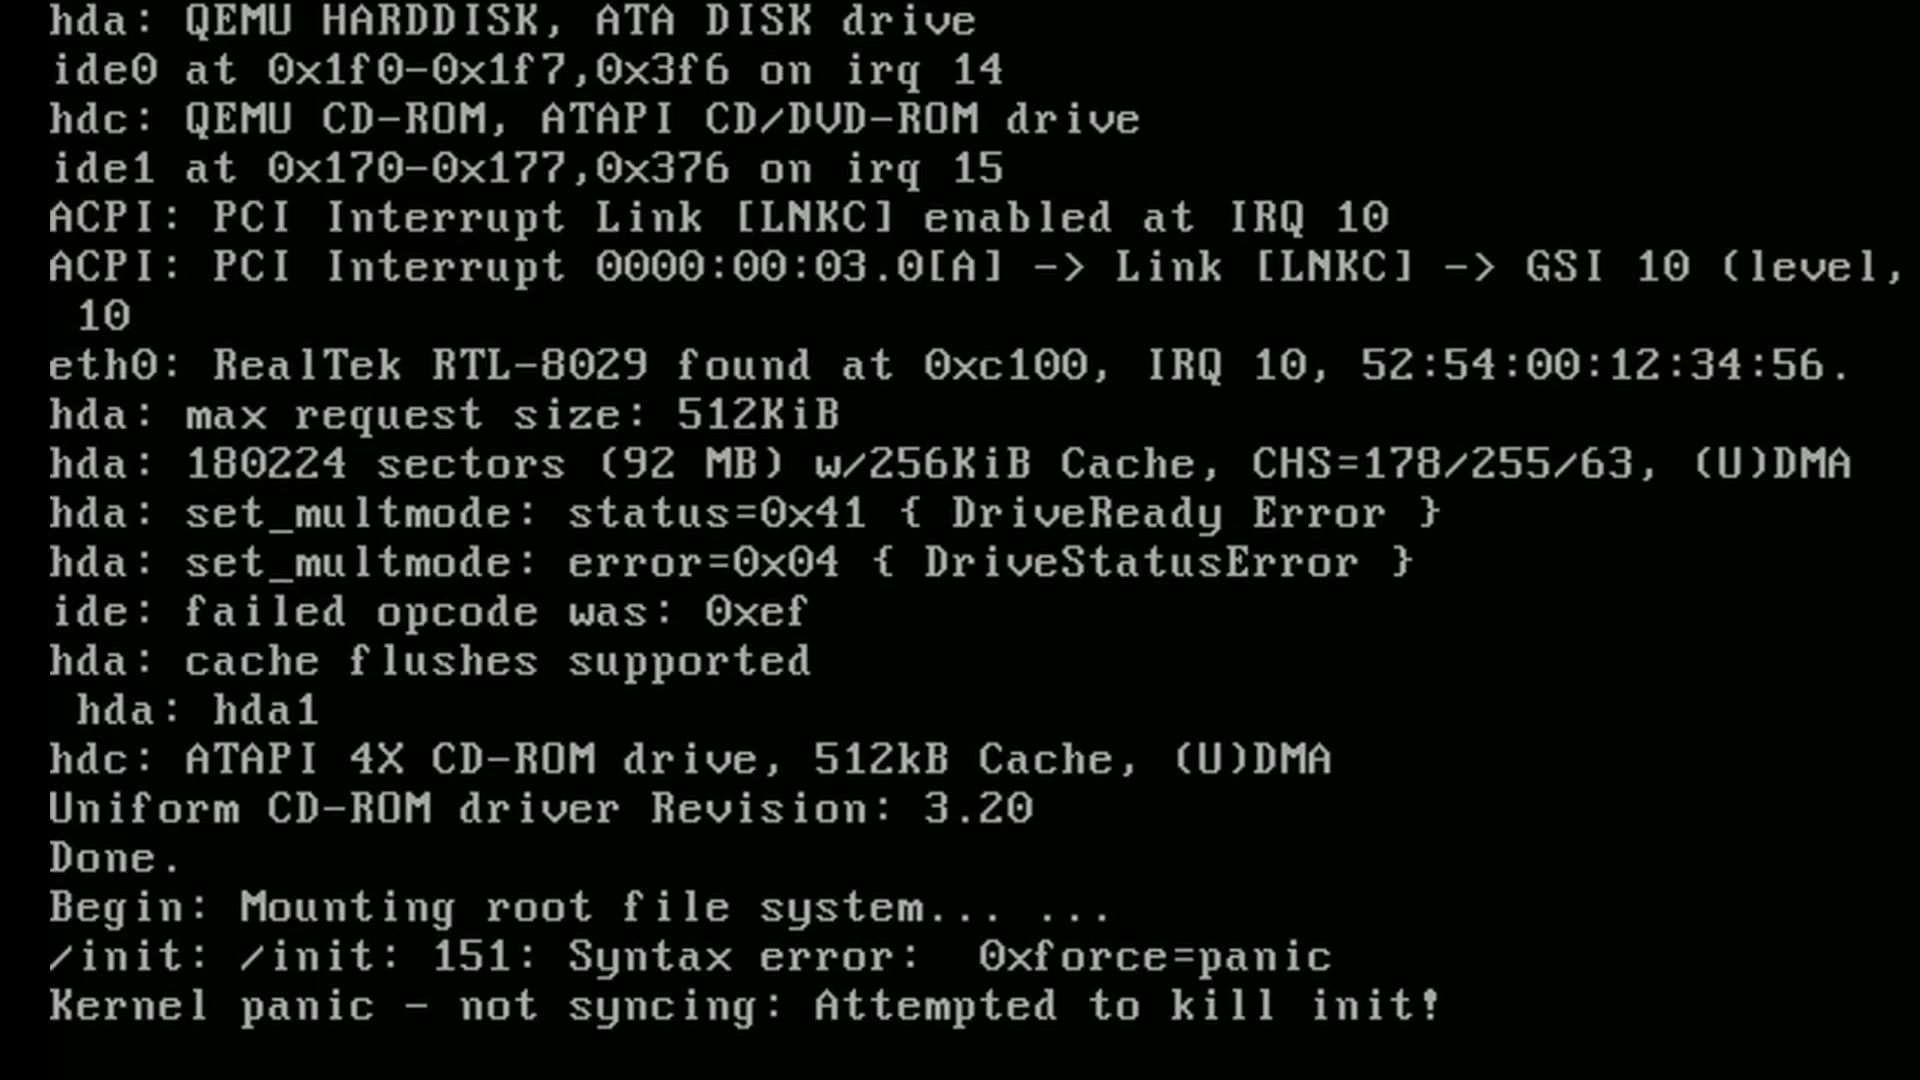 hda: QEMU HARDDISK, ATA DISK drive
ide0 at 0x1f0-0x1f7,0x3f6 on irq 14
hdc: QEMU CD-ROM, ATAPI CD/DVD-ROM drive
ide1 at 0x170-0x177,0x376 on irq 15
ACPI: PCI Interrupt Link [LNKC] enabled at IRQ 10
ACPI: PCI Interrupt 0000:00:03.0[A] -> Link [LNKC] -> GSI 10 (level,
 10
eth0: RealTek RTL-8029 found at 0xc100, IRQ 10, 52:54:00:12:34:56.
hda: max request size: 512KiB
hda: 180224 sectors (92 MB) w/256KiB Cache, CHS=178/255/63, (U)DMA
hda: set_multmode: status=0x41 { DriveReady Error }
hda: set_multmode: error=0x04 { DriveStatusError }
ide: failed opcode was: 0xef
hda: cache flushes supported
 hda: hda1
hdc: ATAPI 4X CD-ROM drive, 512kB Cache, (U)DMA
Uniform CD-ROM driver Revision: 3.20
Done.
Begin: Mounting root file system... ...
/init: /init: 151: Syntax error:  0xforce=panic
Kernel panic - not syncing: Attempted to kill init!